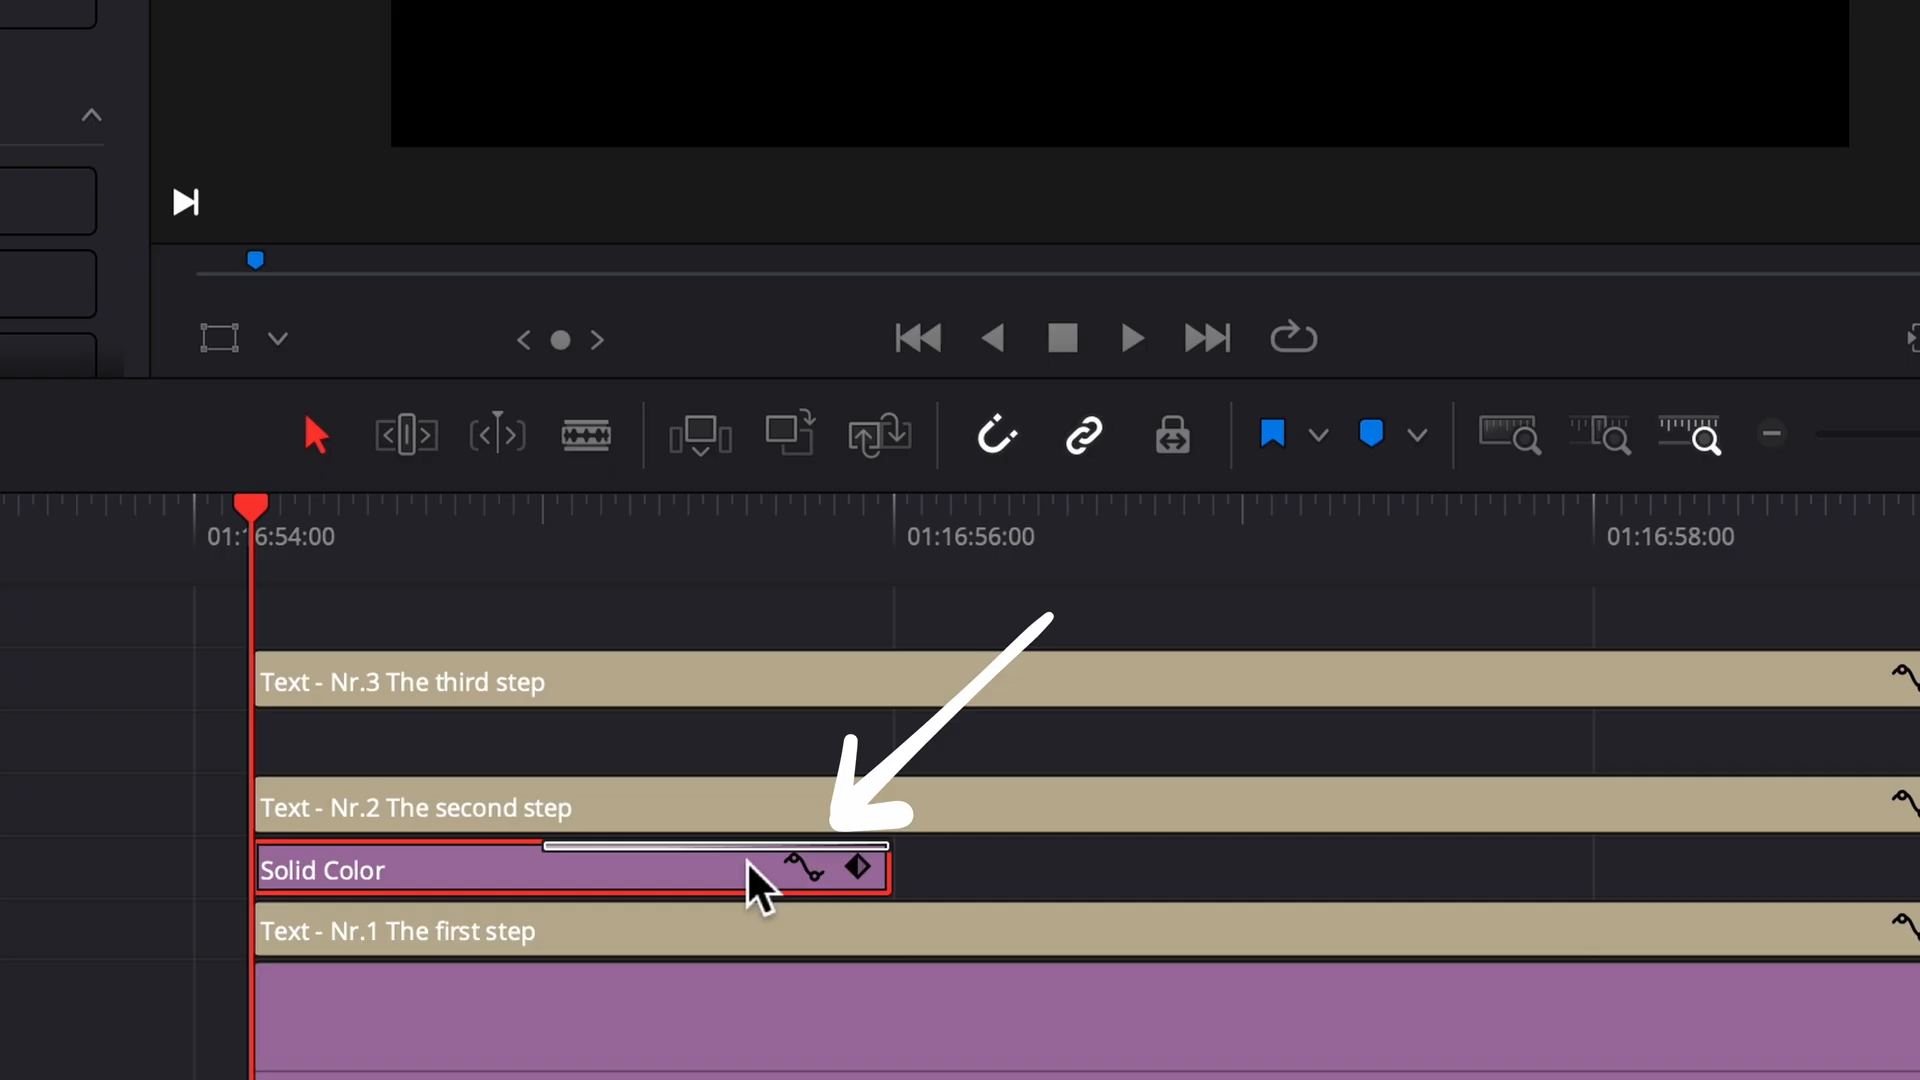 01:16:54:00
01:16:56:00
01:16:58:00
Text - Nr.3 The third step
Text - Nr.2 The second step
Solid Color
Text - Nr.1 The first step